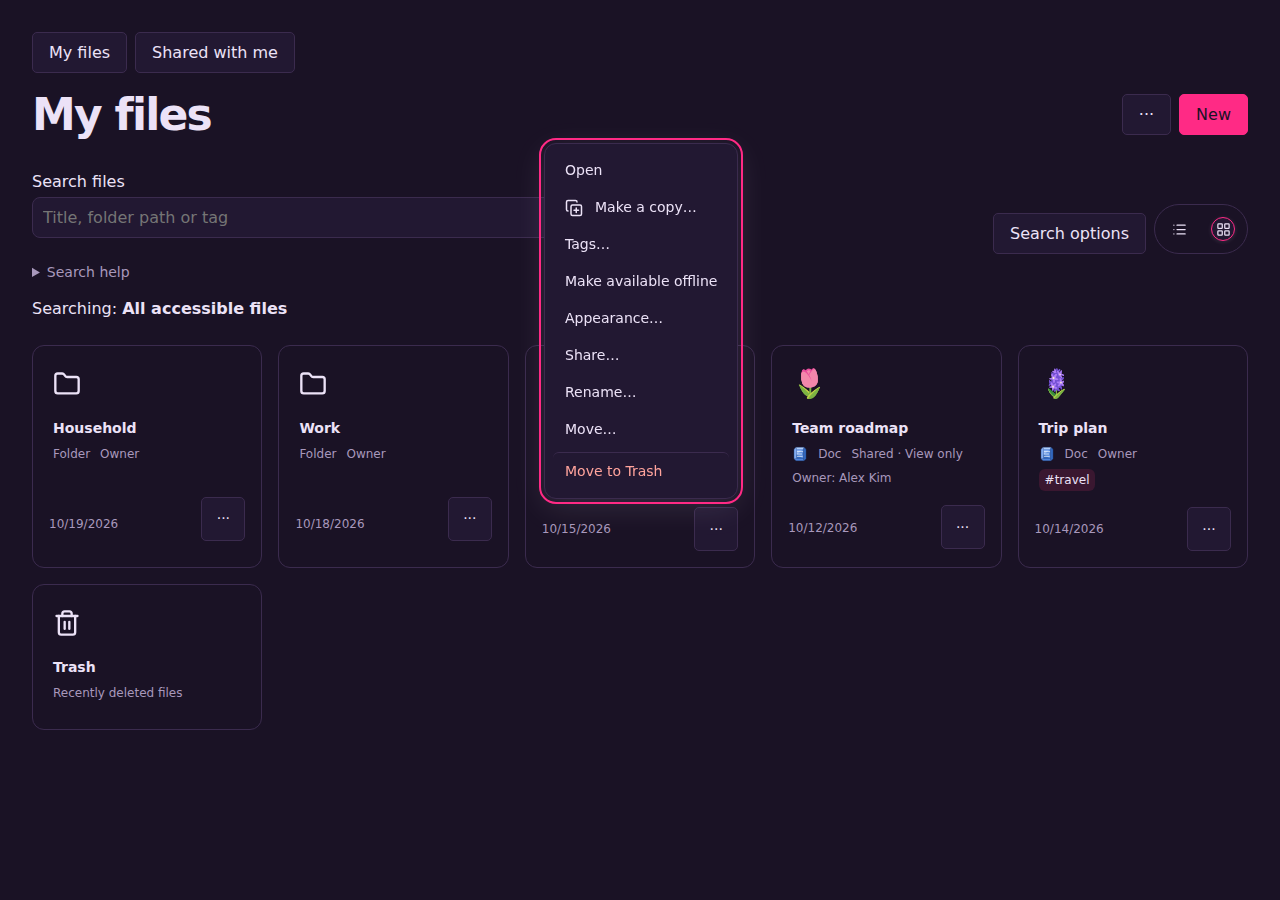 My files
Shared with me
My files
...
New
Search files
Title, folder path or tag
Search options
Search help
Searching: All accessible files
Open
Make a copy...
Tags...
Make available offline
Appearance...
Share...
Rename...
Move...
Move to Trash
Household
Folder Owner
10/19/2026
...
Work
Folder Owner
10/18/2026
...
10/15/2026
...
Team roadmap
Doc Shared · View only
Owner: Alex Kim
10/12/2026
...
Trip plan
Doc Owner
#travel
10/14/2026
...
Trash
Recently deleted files